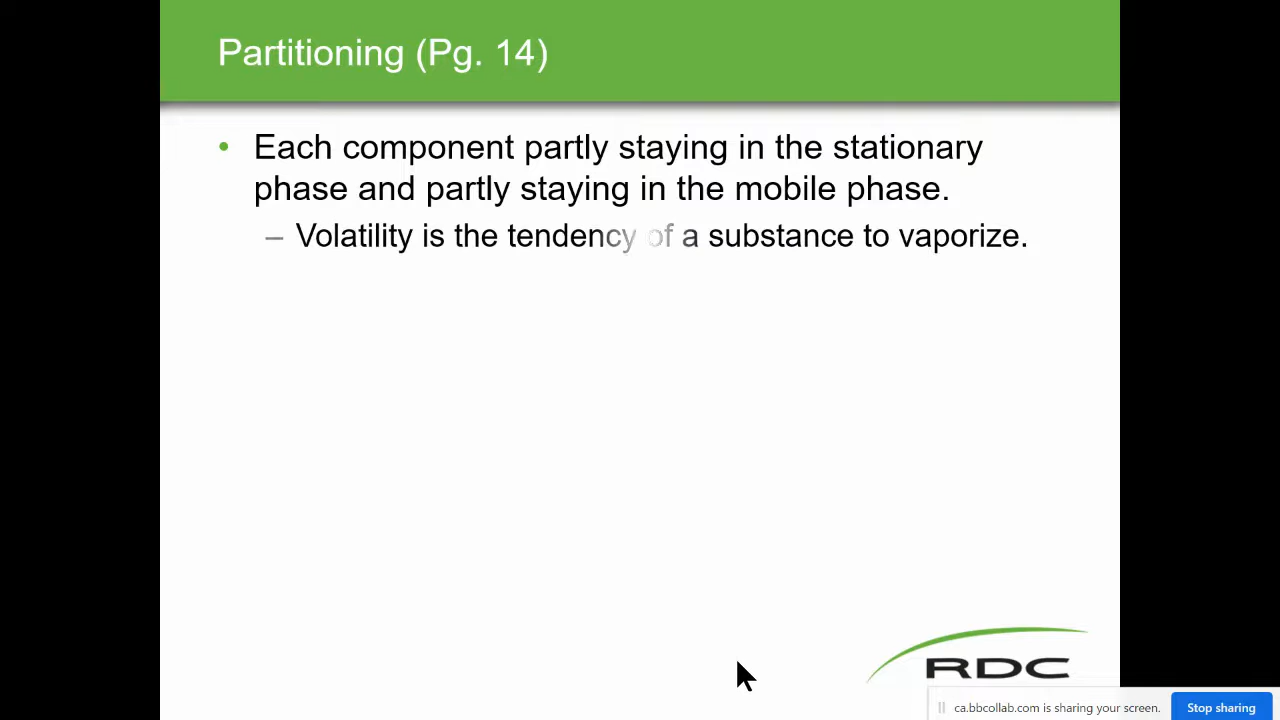 Partitioning (Pg. 14)
• Each component partly staying in the stationary
phase and partly staying in the mobile phase.
– Volatility is the tendency of a substance to vaporize.
RDC
ca.bbcollab.com is sharing your screen.
Stop sharing